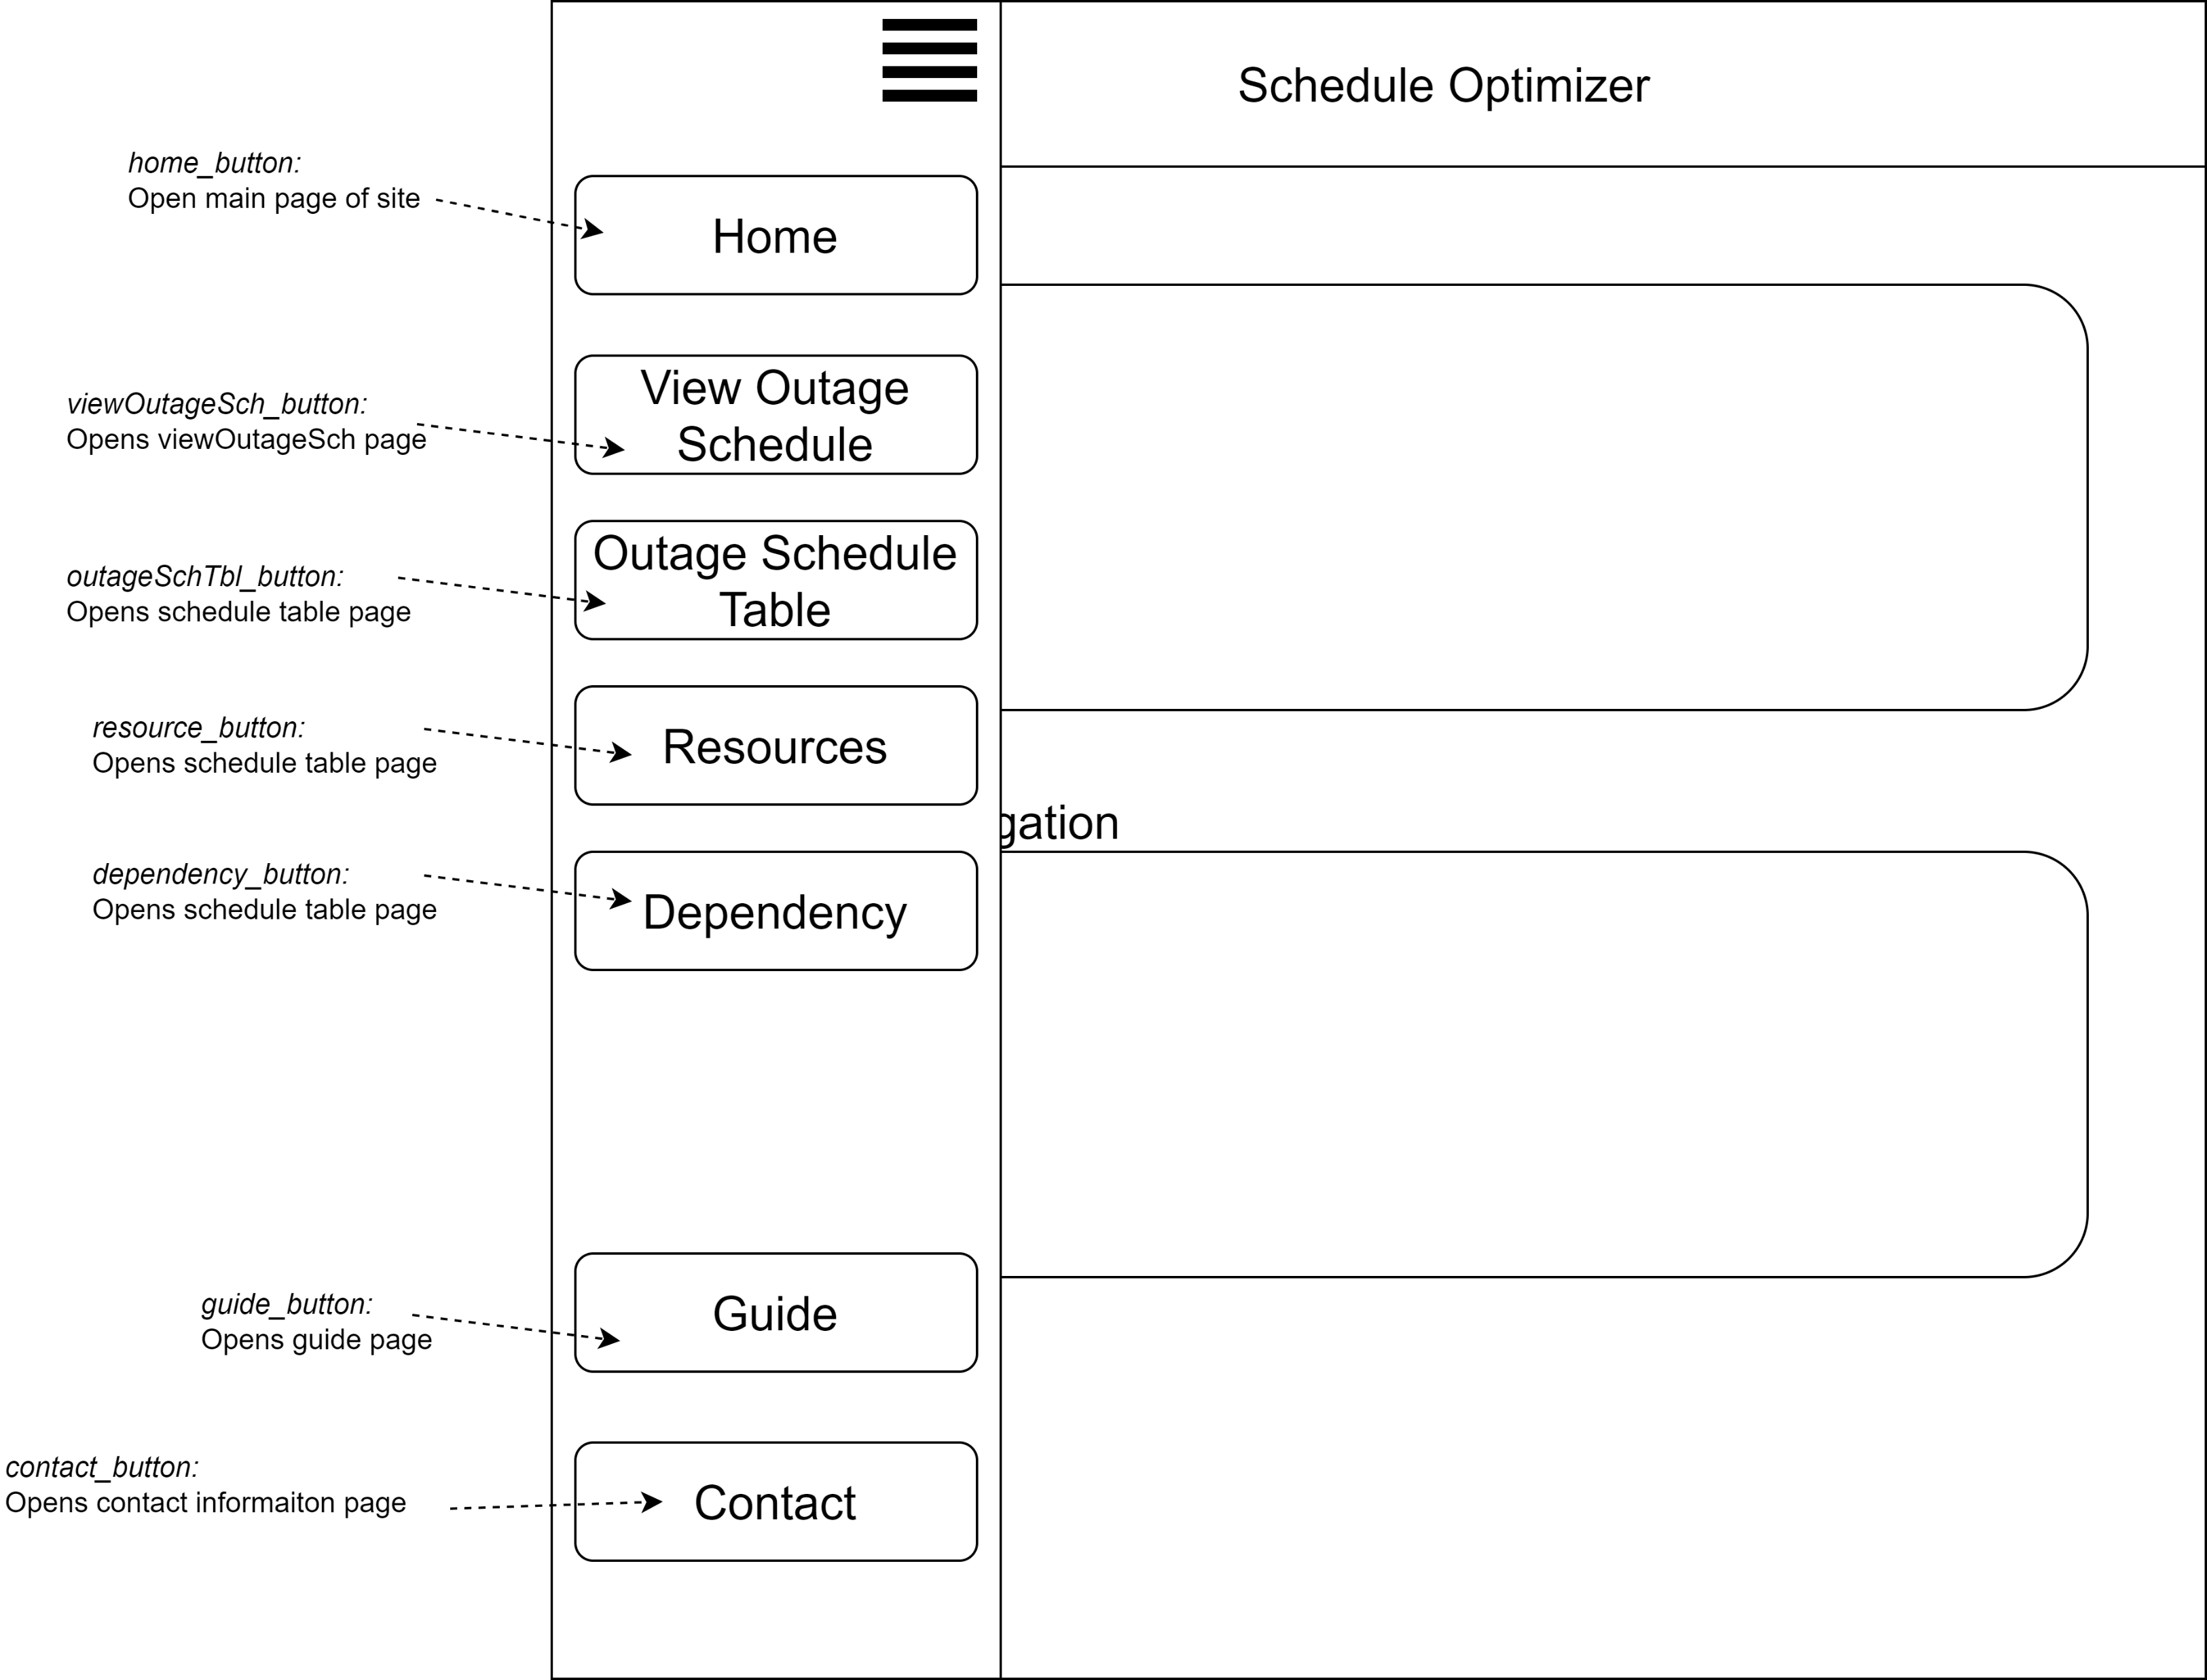 Schedule Optimizer
home_button:
Open main page of site
Home
viewOutageSch_button:
Opens viewOutageSch page
View Outage
Schedule
outageSchTbl_button:
Opens schedule table page
Outage Schedule
Table
resource_button:
Opens schedule table page
Resources
gation
dependency_button:
Opens schedule table page
Dependency
guide_button:
Opens guide page
Guide
contact_button:
Opens contact informaiton page
Contact